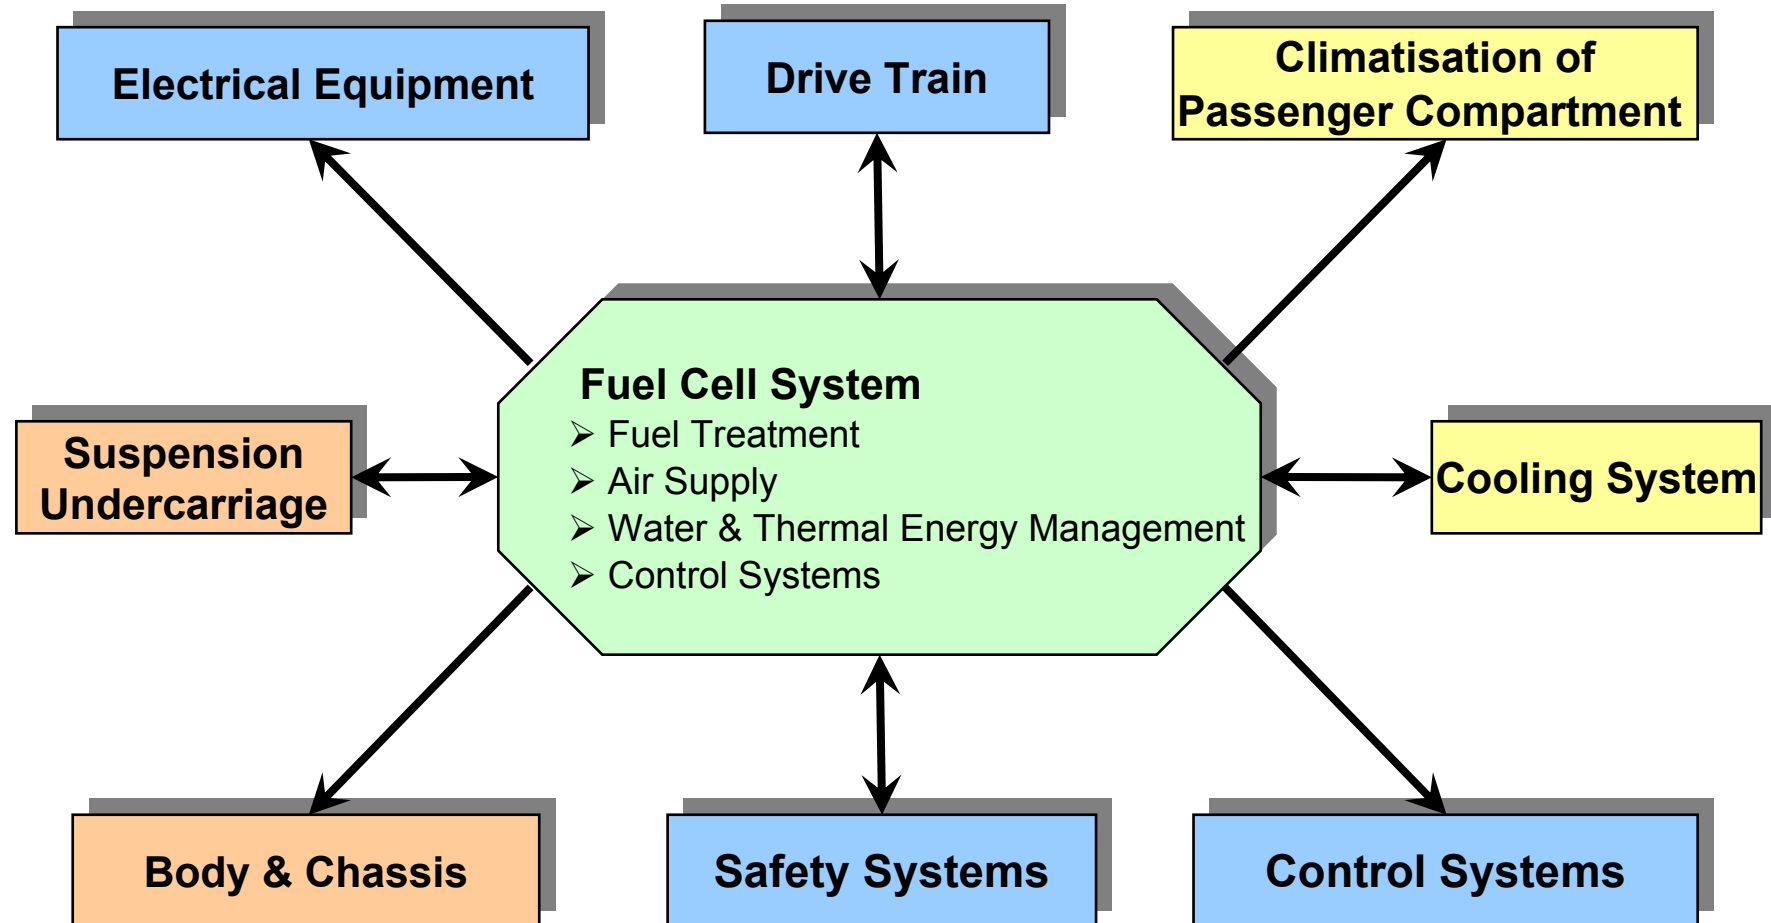 Electrical Equipment
Drive Train
Climatisation of
Passenger Compartment
Fuel Cell System
➢ Fuel Treatment
➢ Air Supply
➢ Water & Thermal Energy Management
➢ Control Systems
Suspension
Undercarriage
Cooling System
Body & Chassis
Safety Systems
Control Systems